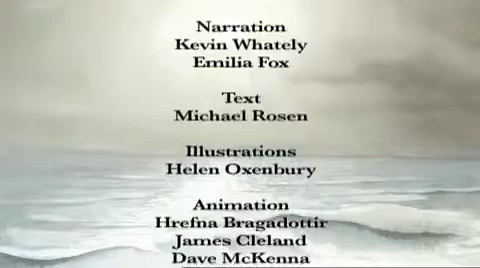 Narration
Kevin Whately
Emilia Fox
Text
Michael Rosen
Illustrations
Helen Oxenbury
Animation
Hrefna Bragadottir
James Cleland
Dave McKenna